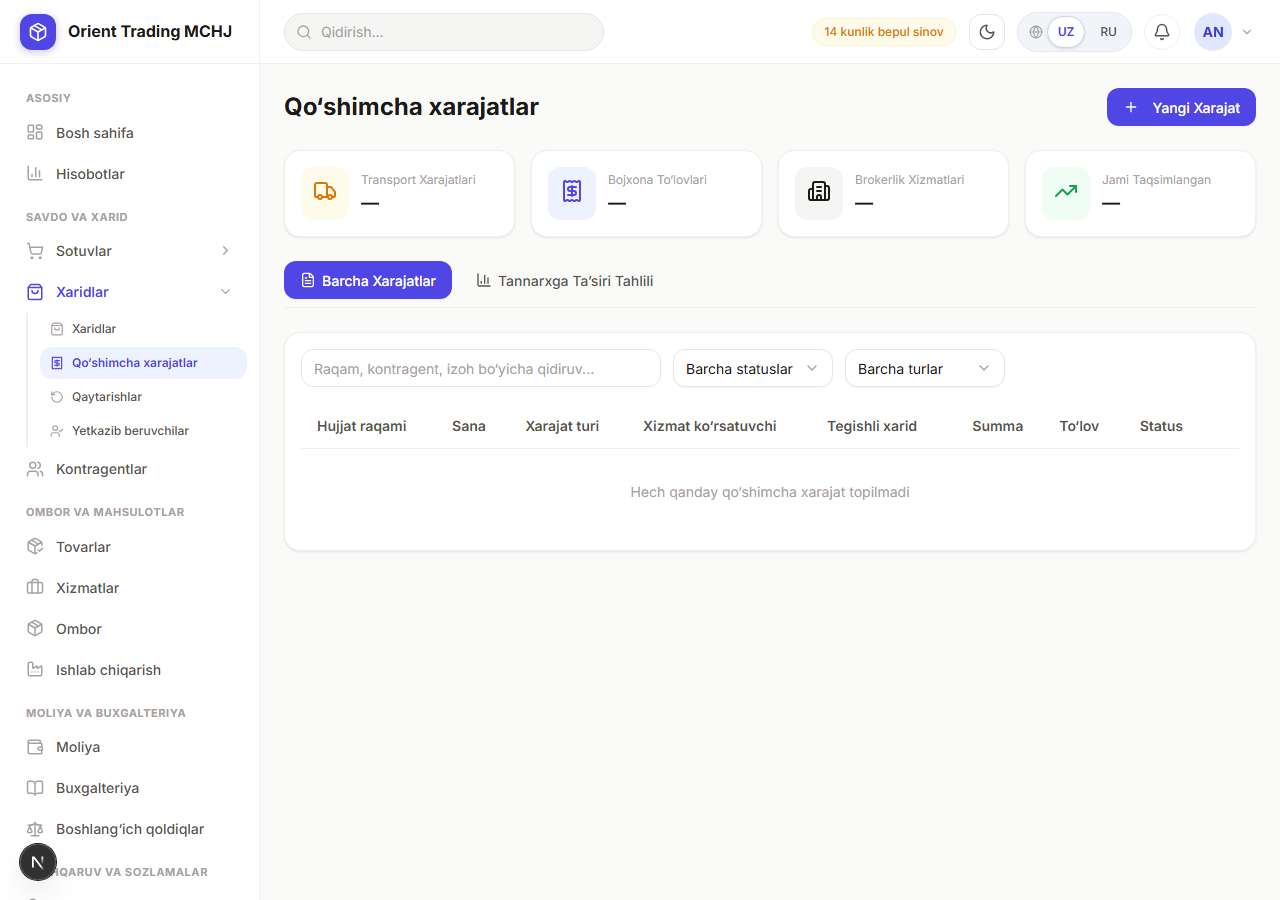 Orient Trading MCHJ
Qidirish...
14 kunlik bepul sinov
UZ
RU
AN
ASOSIY
Bosh sahifa
Hisobotlar
SAVDO VA XARID
Sotuvlar
Xaridlar
Xaridlar
Qo‘shimcha xarajatlar
Qaytarishlar
Yetkazib beruvchilar
Kontragentlar
OMBOR VA MAHSULOTLAR
Tovarlar
Xizmatlar
Ombor
Ishlab chiqarish
MOLIYA VA BUXGALTERIYA
Moliya
Buxgalteriya
Boshlang‘ich qoldiqlar
VA SOZLAMALAR
N
Qo‘shimcha xarajatlar
Yangi Xarajat
Transport Xarajatlari
—
Bojxona To‘lovlari
—
Brokerlik Xizmatlari
—
Jami Taqsimlangan
—
Barcha Xarajatlar
Tannarxga Ta’siri Tahlili
Raqam, kontragent, izoh bo‘yicha qidiruv...
Barcha statuslar
Barcha turlar
Hujjat raqami Sana Xarajat turi Xizmat ko‘rsatuvchi Tegishli xarid Summa To‘lov Status
Hech qanday qo‘shimcha xarajat topilmadi